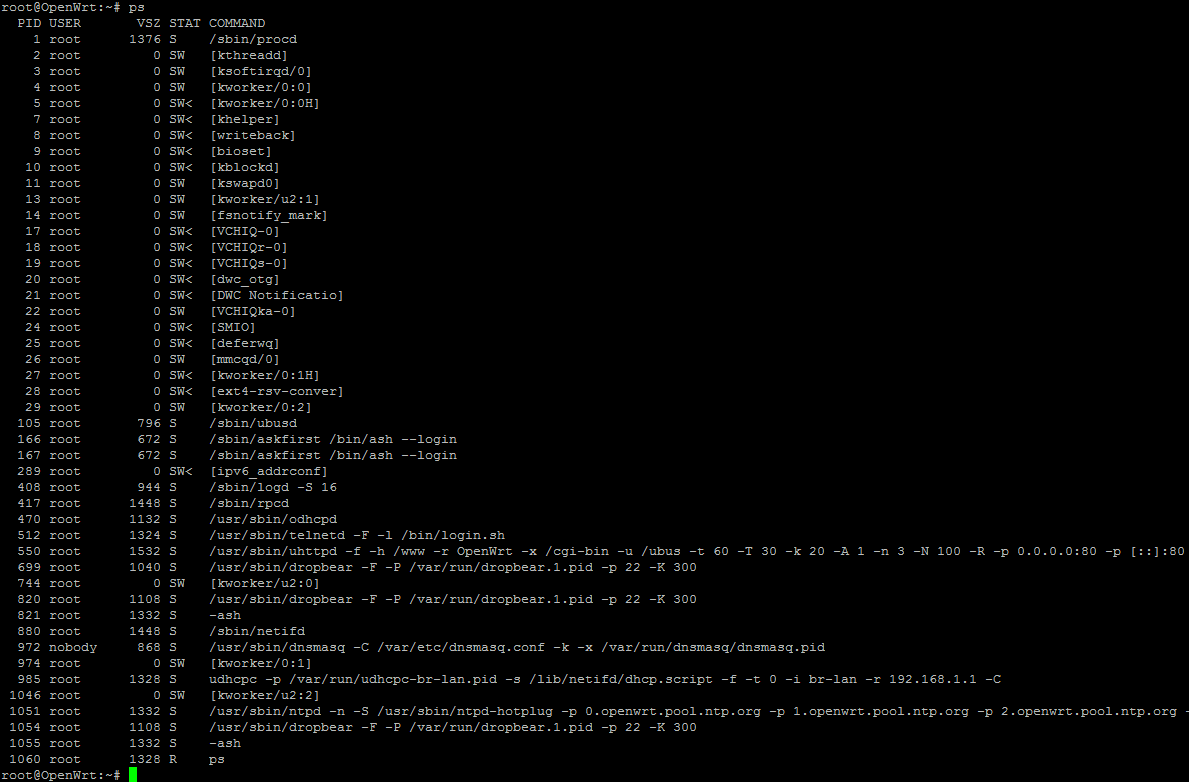 root@OpenWrt:~# ps
  PID USER       VSZ STAT COMMAND
    1 root      1376 S    /sbin/procd
    2 root         0 SW   [kthreadd]
    3 root         0 SW   [ksoftirqd/0]
    4 root         0 SW   [kworker/0:0]
    5 root         0 SW<  [kworker/0:0H]
    7 root         0 SW<  [khelper]
    8 root         0 SW<  [writeback]
    9 root         0 SW<  [bioset]
   10 root         0 SW<  [kblockd]
   11 root         0 SW   [kswapd0]
   13 root         0 SW   [kworker/u2:1]
   14 root         0 SW   [fsnotify_mark]
   17 root         0 SW<  [VCHIQ-0]
   18 root         0 SW<  [VCHIQr-0]
   19 root         0 SW<  [VCHIQs-0]
   20 root         0 SW<  [dwc_otg]
   21 root         0 SW<  [DWC Notificatio]
   22 root         0 SW   [VCHIQka-0]
   24 root         0 SW<  [SMIO]
   25 root         0 SW<  [deferwq]
   26 root         0 SW   [mmcqd/0]
   27 root         0 SW<  [kworker/0:1H]
   28 root         0 SW<  [ext4-rsv-conver]
   29 root         0 SW   [kworker/0:2]
  105 root       796 S    /sbin/ubusd
  166 root       672 S    /sbin/askfirst /bin/ash --login
  167 root       672 S    /sbin/askfirst /bin/ash --login
  289 root         0 SW<  [ipv6_addrconf]
  408 root       944 S    /sbin/logd -S 16
  417 root      1448 S    /sbin/rpcd
  470 root      1132 S    /usr/sbin/odhcpd
  512 root      1324 S    /usr/sbin/telnetd -F -l /bin/login.sh
  550 root      1532 S    /usr/sbin/uhttpd -f -h /www -r OpenWrt -x /cgi-bin -u /ubus -t 60 -T 30 -k 20 -A 1 -n 3 -N 100 -R -p 0.0.0.0:80 -p [::]:80
  699 root      1040 S    /usr/sbin/dropbear -F -P /var/run/dropbear.1.pid -p 22 -K 300
  744 root         0 SW   [kworker/u2:0]
  820 root      1108 S    /usr/sbin/dropbear -F -P /var/run/dropbear.1.pid -p 22 -K 300
  821 root      1332 S    -ash
  880 root      1448 S    /sbin/netifd
  972 nobody     868 S    /usr/sbin/dnsmasq -C /var/etc/dnsmasq.conf -k -x /var/run/dnsmasq/dnsmasq.pid
  974 root         0 SW   [kworker/0:1]
  985 root      1328 S    udhcpc -p /var/run/udhcpc-br-lan.pid -s /lib/netifd/dhcp.script -f -t 0 -i br-lan -r 192.168.1.1 -C
 1046 root         0 SW   [kworker/u2:2]
 1051 root      1332 S    /usr/sbin/ntpd -n -S /usr/sbin/ntpd-hotplug -p 0.openwrt.pool.ntp.org -p 1.openwrt.pool.ntp.org -p 2.openwrt.pool.ntp.org -
 1054 root      1108 S    /usr/sbin/dropbear -F -P /var/run/dropbear.1.pid -p 22 -K 300
 1055 root      1332 S    -ash
 1060 root      1328 R    ps
root@OpenWrt:~#